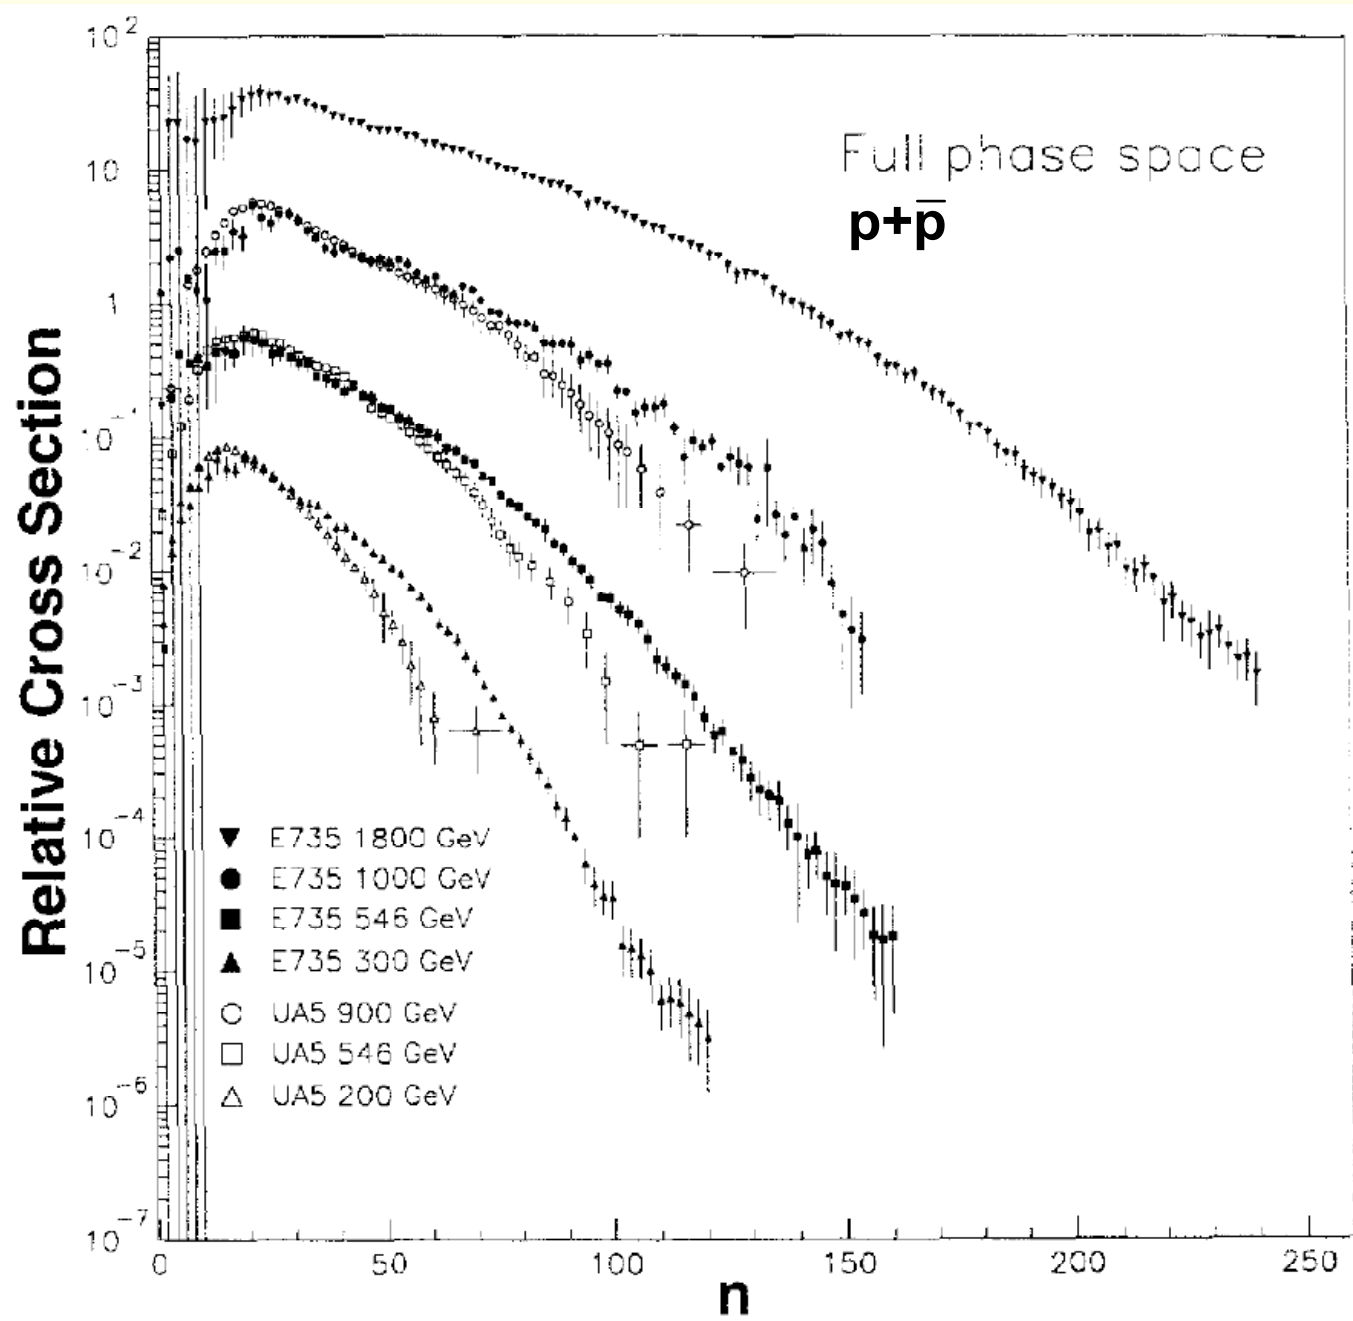 Full phase space
p+p̅
Relative Cross Section
10²
10
1
10⁻¹
10⁻²
10⁻³
10⁻⁴
10⁻⁵
10⁻⁶
10⁻⁷
E735 1800 GeV
E735 1000 GeV
E735 546 GeV
E735 300 GeV
UA5 900 GeV
UA5 546 GeV
UA5 200 GeV
0 50 100 150 200 250
n